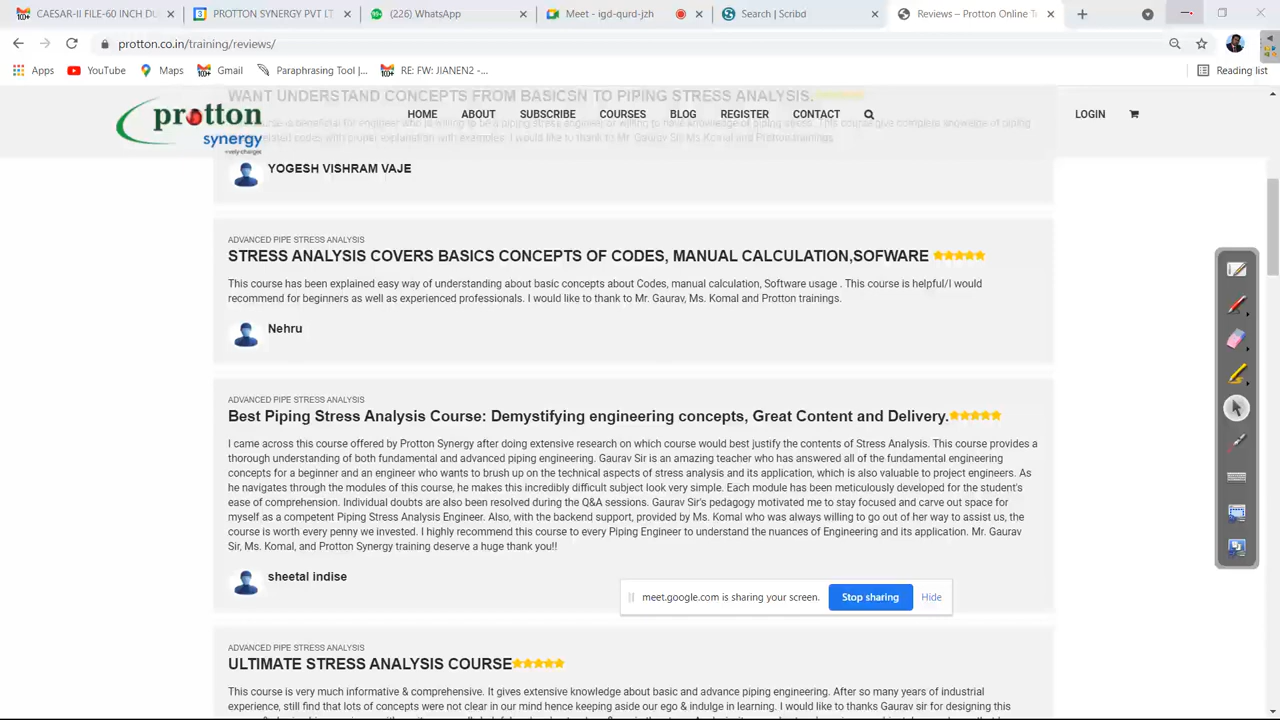 CAESAR-II FILE-60 INCH DU
PROTTON SYNERGY PVT LT
(226) WhatsApp
Meet - igd-qurd-jzh
Search | Scribd
Reviews – Protton Online T
protton.co.in/training/reviews/
Apps
YouTube
Maps
Gmail
Paraphrasing Tool |...
RE: FW: JIANEN2 - ...
Reading list
WANT UNDERSTAND CONCEPTS FROM BASICSN TO PIPING STRESS ANALYSIS.
protton
synergy
HOME
ABOUT
SUBSCRIBE
COURSES
BLOG
REGISTER
CONTACT
LOGIN
YOGESH VISHRAM VAJE
ADVANCED PIPE STRESS ANALYSIS
STRESS ANALYSIS COVERS BASICS CONCEPTS OF CODES, MANUAL CALCULATION,SOFWARE
This course has been explained easy way of understanding about basic concepts about Codes, manual calculation, Software usage . This course is helpful/I would
recommend for beginners as well as experienced professionals. I would like to thank to Mr. Gaurav, Ms. Komal and Protton trainings.
Nehru
ADVANCED PIPE STRESS ANALYSIS
Best Piping Stress Analysis Course: Demystifying engineering concepts, Great Content and Delivery.
I came across this course offered by Protton Synergy after doing extensive research on which course would best justify the contents of Stress Analysis. This course provides a
thorough understanding of both fundamental and advanced piping engineering. Gaurav Sir is an amazing teacher who has answered all of the fundamental engineering
concepts for a beginner and an engineer who wants to brush up on the technical aspects of stress analysis and its application, which is also valuable to project engineers. As
he navigates through the modules of this course, he makes this incredibly difficult subject look very simple. Each module has been meticulously developed for the student's
ease of comprehension. Individual doubts are also been resolved during the Q&A sessions. Gaurav Sir's pedagogy motivated me to stay focused and carve out space for
myself as a competent Piping Stress Analysis Engineer. Also, with the backend support, provided by Ms. Komal who was always willing to go out of her way to assist us, the
course is worth every penny we invested. I highly recommend this course to every Piping Engineer to understand the nuances of Engineering and its application. Mr. Gaurav
Sir, Ms. Komal, and Protton Synergy training deserve a huge thank you!!
sheetal indise
meet.google.com is sharing your screen.
Stop sharing
Hide
ADVANCED PIPE STRESS ANALYSIS
ULTIMATE STRESS ANALYSIS COURSE
This course is very much informative & comprehensive. It gives extensive knowledge about basic and advance piping engineering. After so many years of industrial
experience, still find that lots of concepts were not clear in our mind hence keeping aside our ego & indulge in learning. I would like to thanks Gaurav sir for designing this